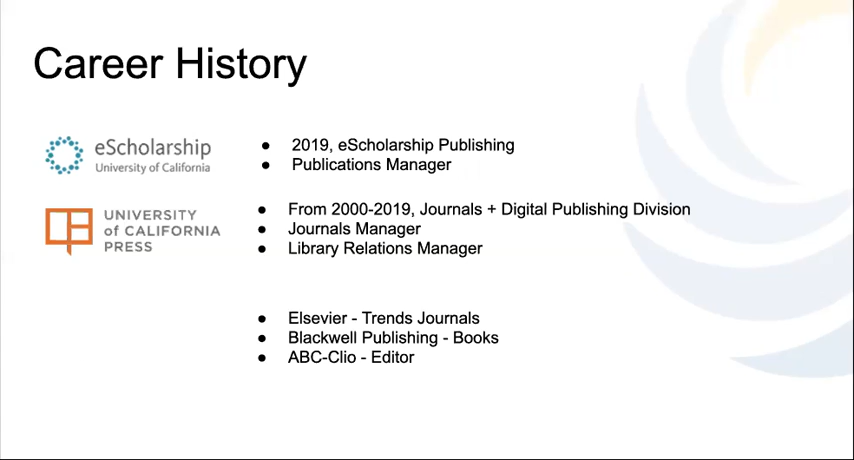 Career History
eScholarship
University of California
● 2019, eScholarship Publishing
● Publications Manager
UNIVERSITY
of CALIFORNIA
PRESS
● From 2000-2019, Journals + Digital Publishing Division
● Journals Manager
● Library Relations Manager
● Elsevier - Trends Journals
● Blackwell Publishing - Books
● ABC-Clio - Editor